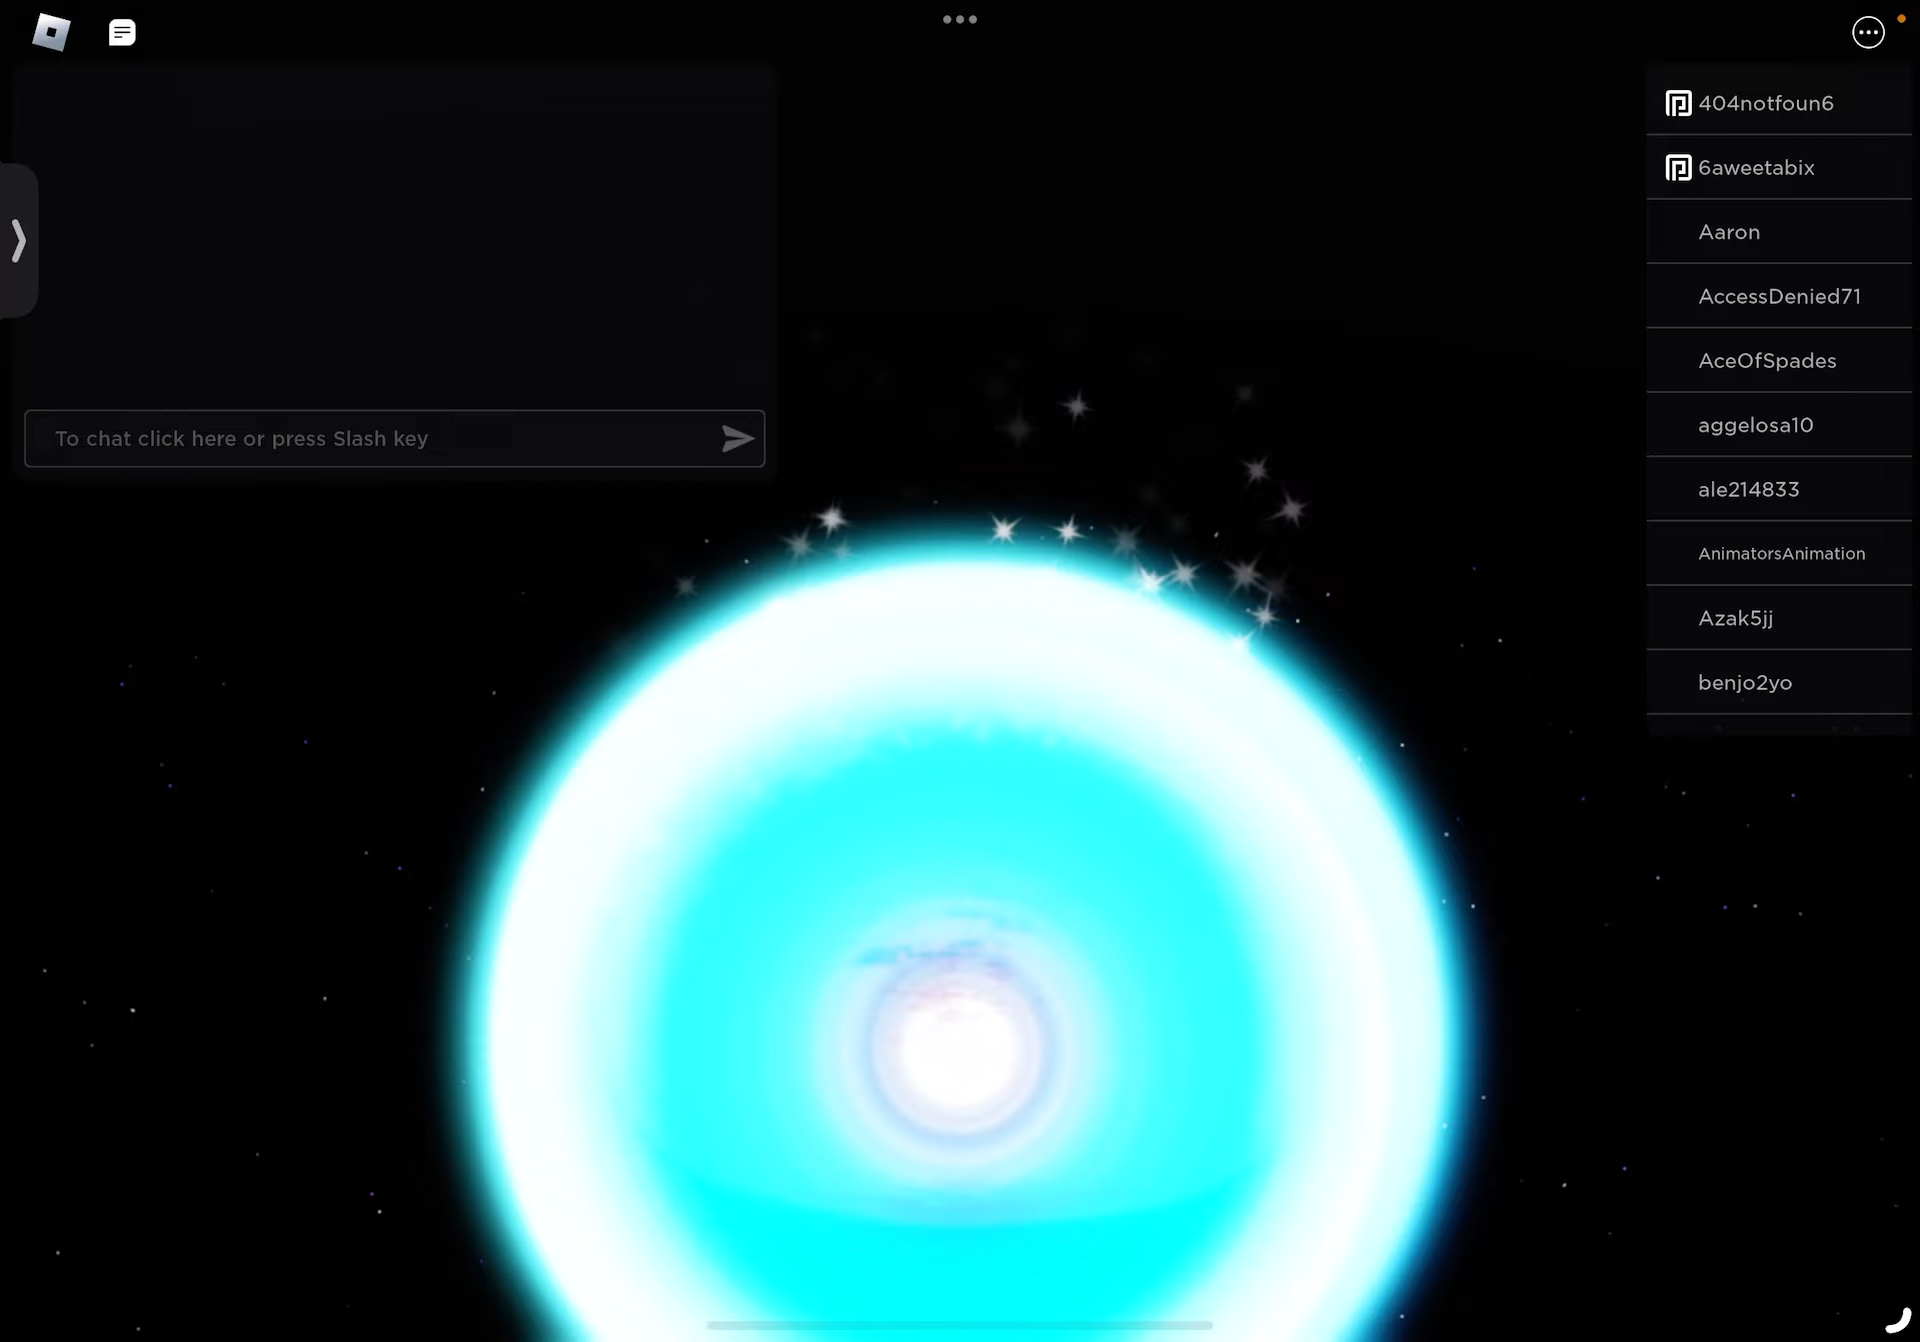 To chat click here or press Slash key
404notfoun6
6aweetabix
Aaron
AccessDenied71
AceOfSpades
aggelosa10
ale214833
AnimatorsAnimation
Azak5jj
benjo2yo